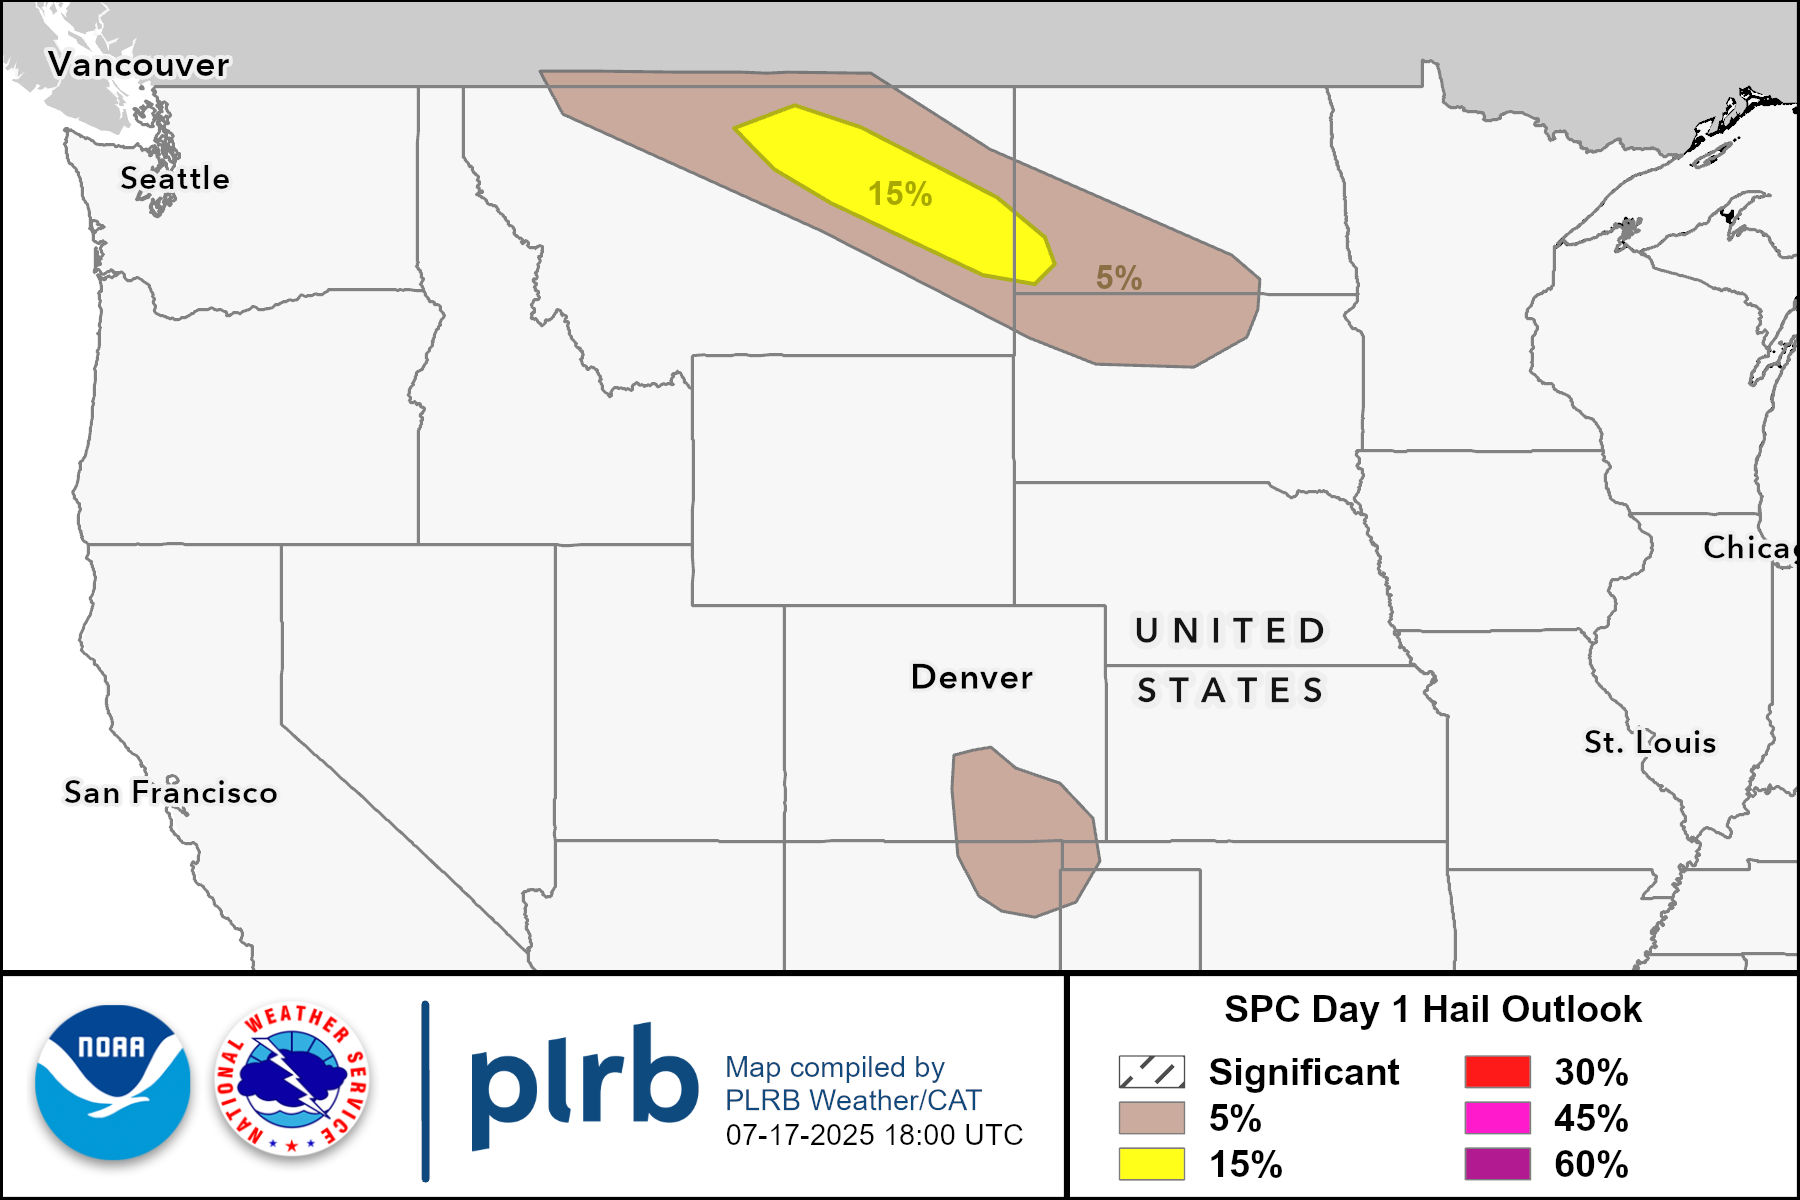 Vancouver
Seattle
15%
5%
Chica
UNITED
Denver
STATES
St. Louis
San Francisco
NOAA
NATIONAL WEATHER SERVICE
plrb
Map compiled by
PLRB Weather/CAT
07-17-2025 18:00 UTC
SPC Day 1 Hail Outlook
Significant
30%
5%
45%
15%
60%